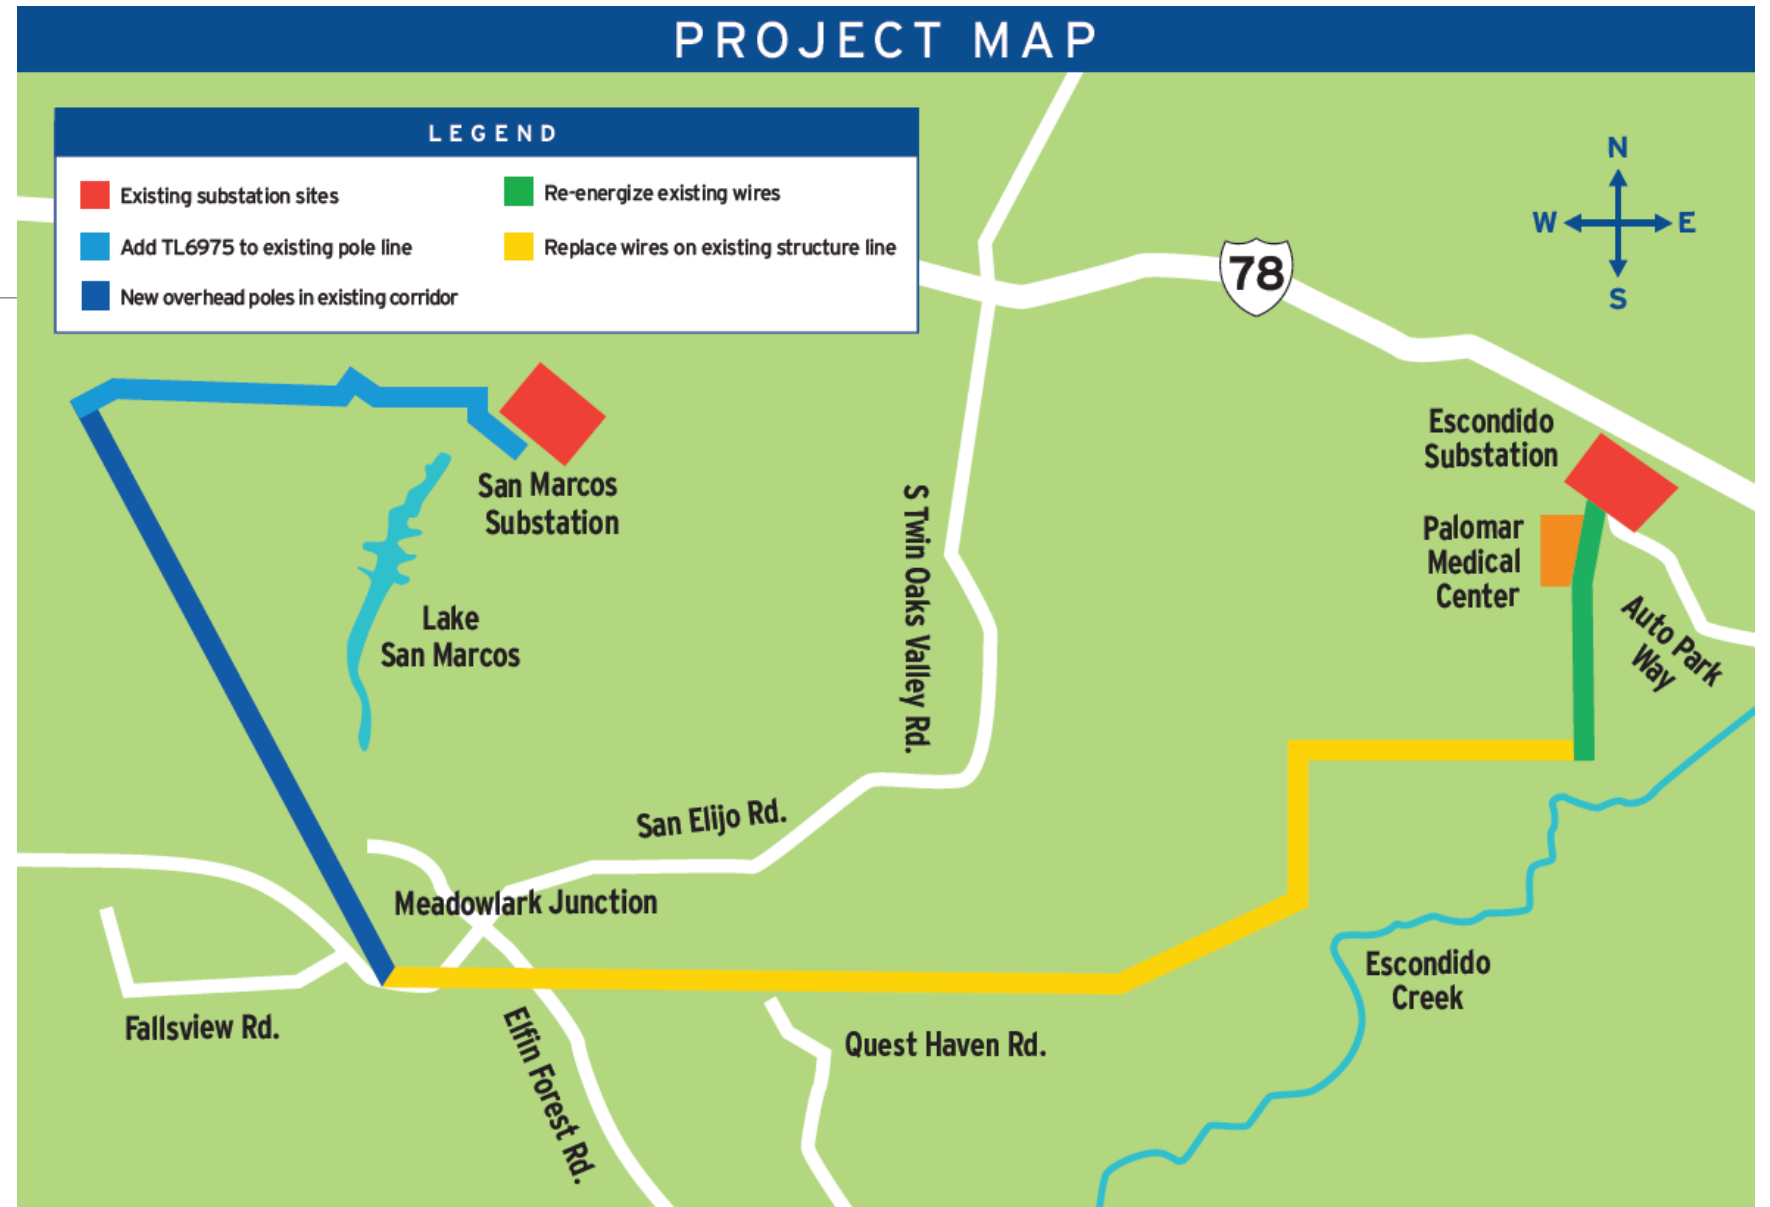 PROJECT MAP
LEGEND
Existing substation sites
Re-energize existing wires
Add TL6975 to existing pole line
Replace wires on existing structure line
New overhead poles in existing corridor
N
W E
S
78
Escondido
Substation
San Marcos
Substation
Palomar
Medical
Center
S Twin Oaks Valley Rd.
Lake
San Marcos
Auto Park
Way
San Elijo Rd.
Meadowlark Junction
Escondido
Creek
Fallsview Rd.
Elfin Forest Rd.
Quest Haven Rd.